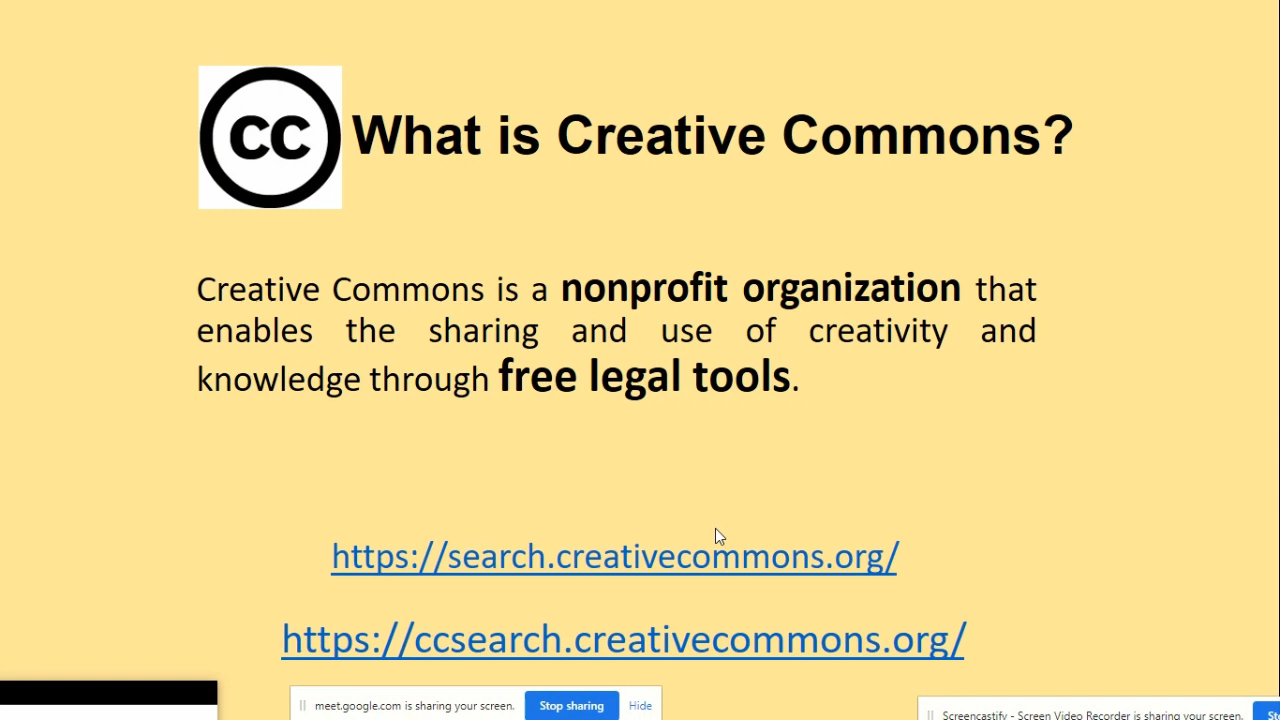 CC What is Creative Commons?
Creative Commons is a nonprofit organization that
enables the sharing and use of creativity and
knowledge through free legal tools.
https://search.creativecommons.org/
https://ccsearch.creativecommons.org/
meet.google.com is sharing your screen. Stop sharing Hide
Screencastify - Screen Video Recorder is sharing your screen.